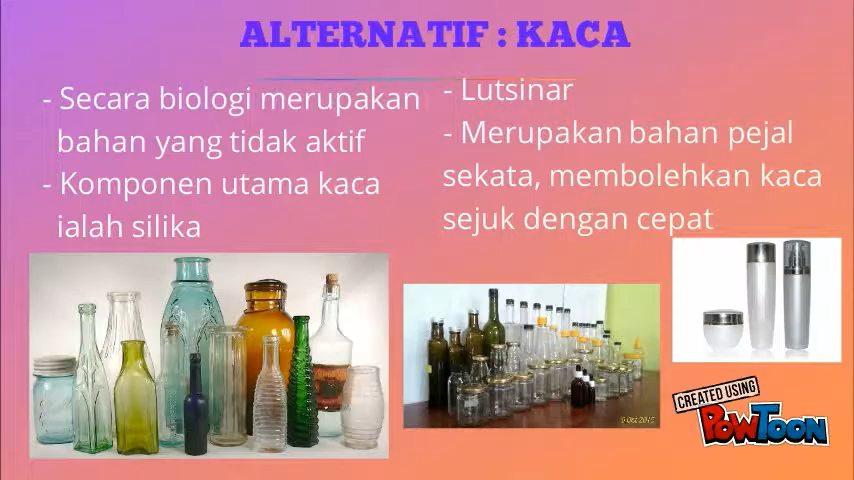 ALTERNATIF : KACA
- Secara biologi merupakan
bahan yang tidak aktif
- Komponen utama kaca
ialah silika
- Lutsinar
- Merupakan bahan pejal
sekata, membolehkan kaca
sejuk dengan cepat
CREATED USING
POWTOON